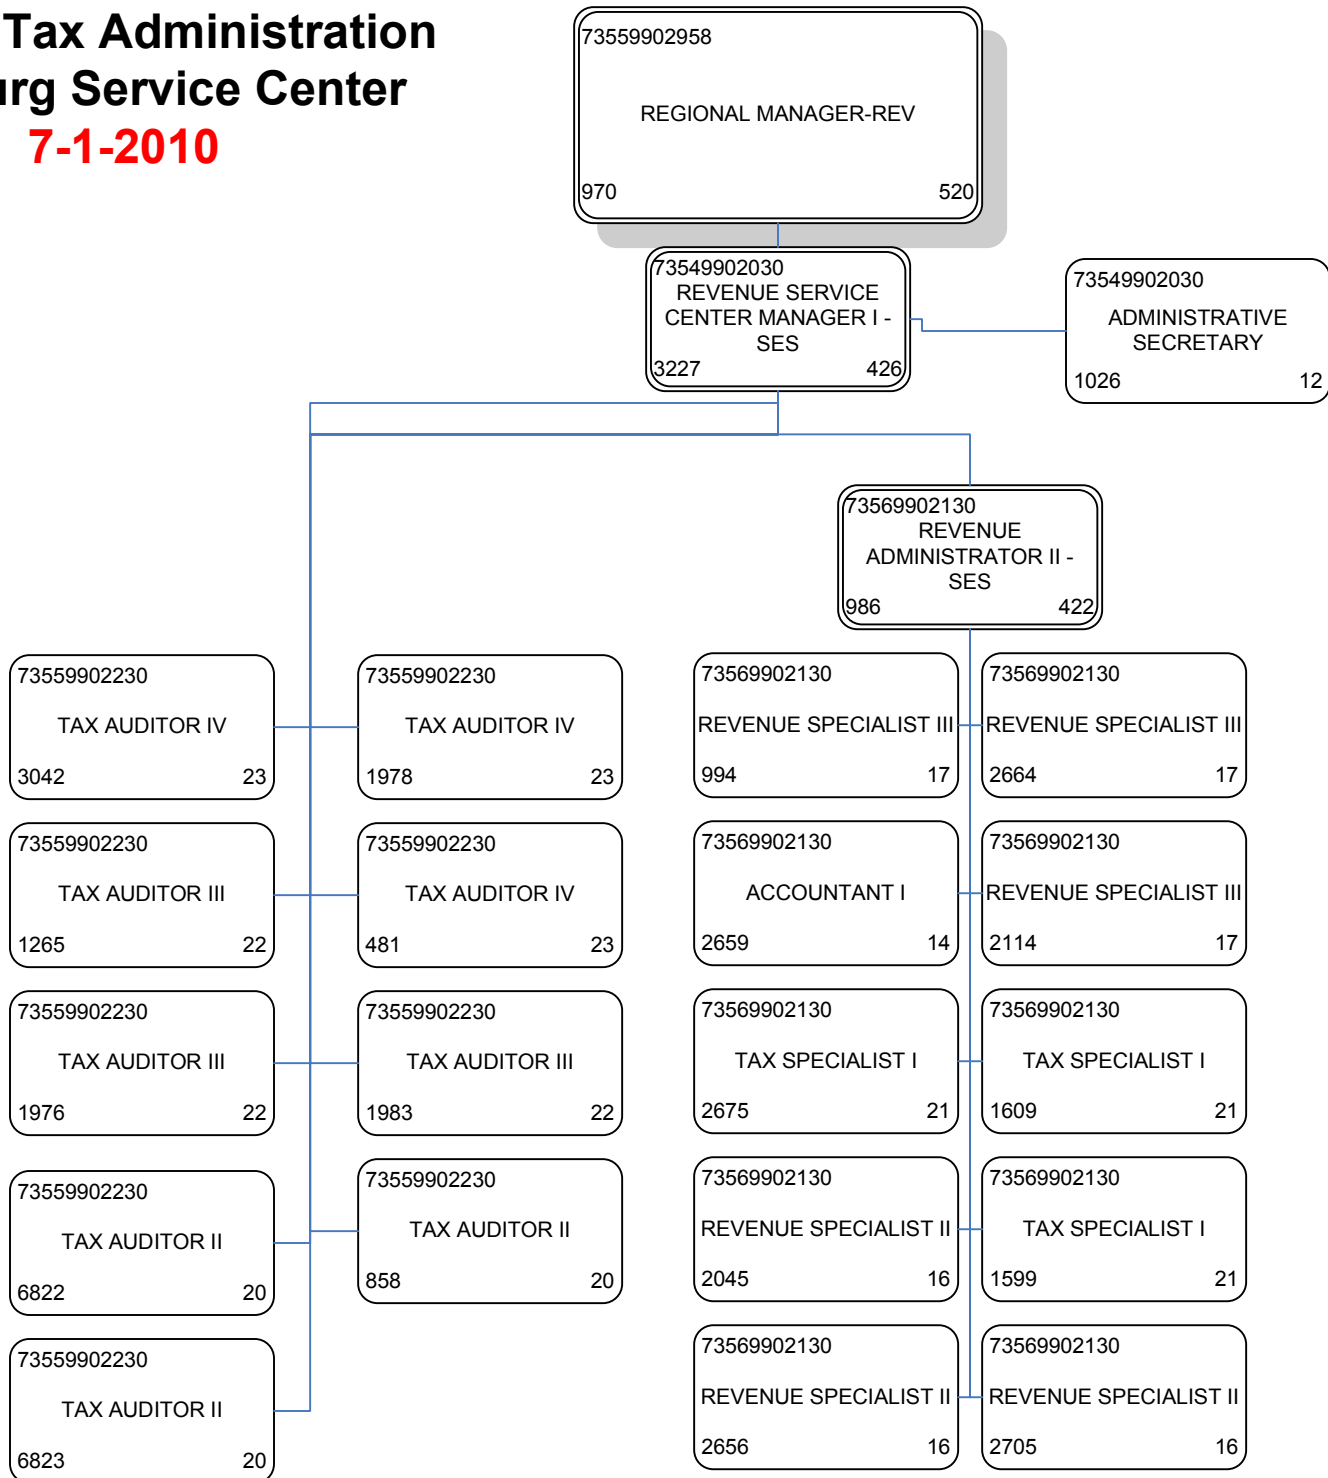 Tax Administration
Service Center
7-1-2010
73559902958
REGIONAL MANAGER-REV
970 520
73549902030
REVENUE SERVICE
CENTER MANAGER I -
SES
3227 426
73549902030
ADMINISTRATIVE
SECRETARY
1026 12
73569902130
REVENUE
ADMINISTRATOR II -
SES
986 422
73559902230
TAX AUDITOR IV
3042 23
73559902230
TAX AUDITOR IV
1978 23
73569902130
REVENUE SPECIALIST III
994 17
73569902130
REVENUE SPECIALIST III
2664 17
73559902230
TAX AUDITOR III
1265 22
73559902230
TAX AUDITOR IV
481 23
73569902130
ACCOUNTANT I
2659 14
73569902130
REVENUE SPECIALIST III
2114 17
73559902230
TAX AUDITOR III
1976 22
73559902230
TAX AUDITOR III
1983 22
73569902130
TAX SPECIALIST I
2675 21
73569902130
TAX SPECIALIST I
1609 21
73559902230
TAX AUDITOR II
6822 20
73559902230
TAX AUDITOR II
858 20
73569902130
REVENUE SPECIALIST II
2045 16
73569902130
TAX SPECIALIST I
1599 21
73559902230
TAX AUDITOR II
6823 20
73569902130
REVENUE SPECIALIST II
2656 16
73569902130
REVENUE SPECIALIST II
2705 16